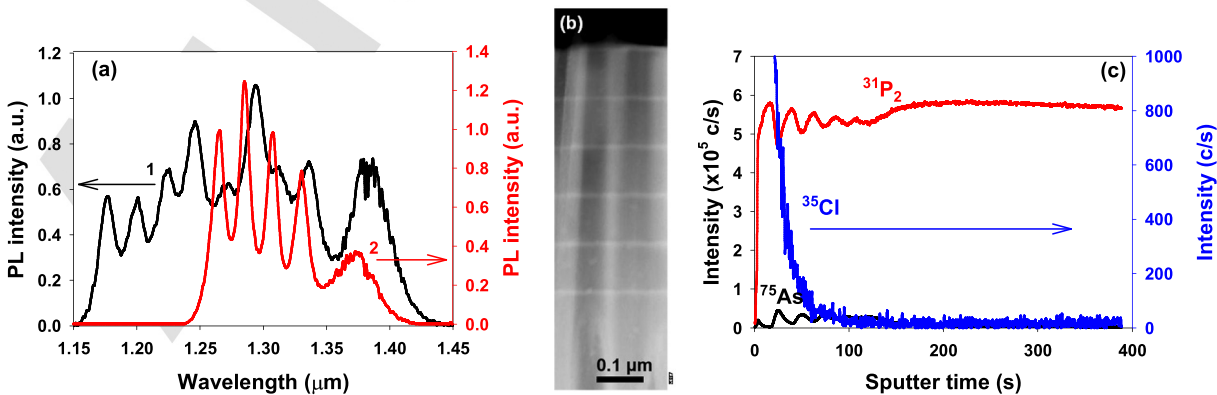 (a)
PL intensity (a.u.)
1.2
1.0
0.8
0.6
0.4
0.2
0.0
1
2
1.4
1.2
1.0
0.8
0.6
0.4
0.2
0.0
PL intensity (a.u.)
1.15 1.20 1.25 1.30 1.35 1.40 1.45
Wavelength (μm)
(b)
0.1 μm
(c)
Intensity (x10⁵ c/s)
7
6
5
4
3
2
1
0
³¹P₂
³⁵Cl
⁷⁵As
1000
800
600
400
200
0
Intensity (c/s)
0 100 200 300 400
Sputter time (s)